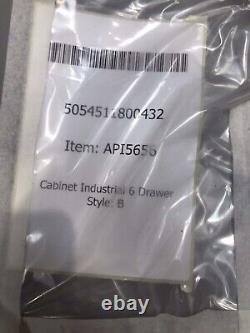 5054511800432
Item: API5656
Cabinet Industrial 6 Drawer
Style: B